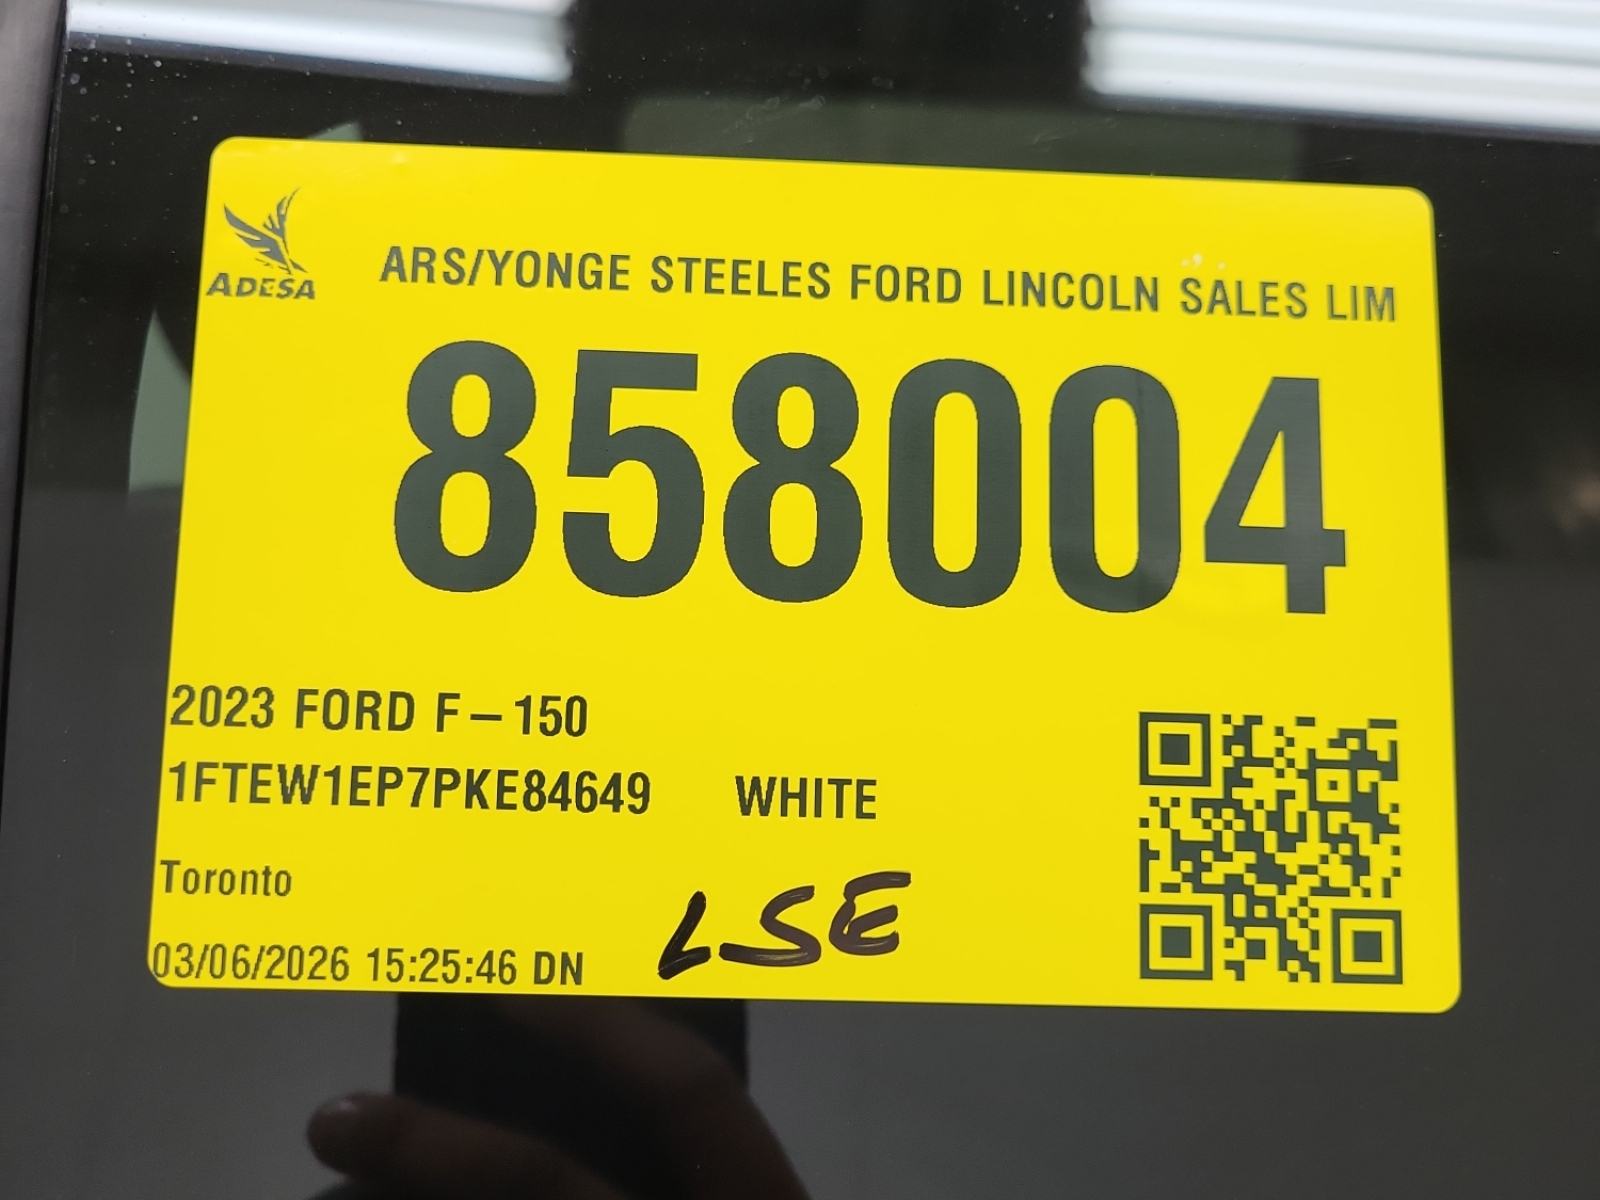 ADESA
ARS/YONGE STEELES FORD LINCOLN SALES LIM
858004
2023 FORD F-150
1FTEW1EP7PKE84649 WHITE
Toronto
LSE
03/06/2026 15:25:46 DN